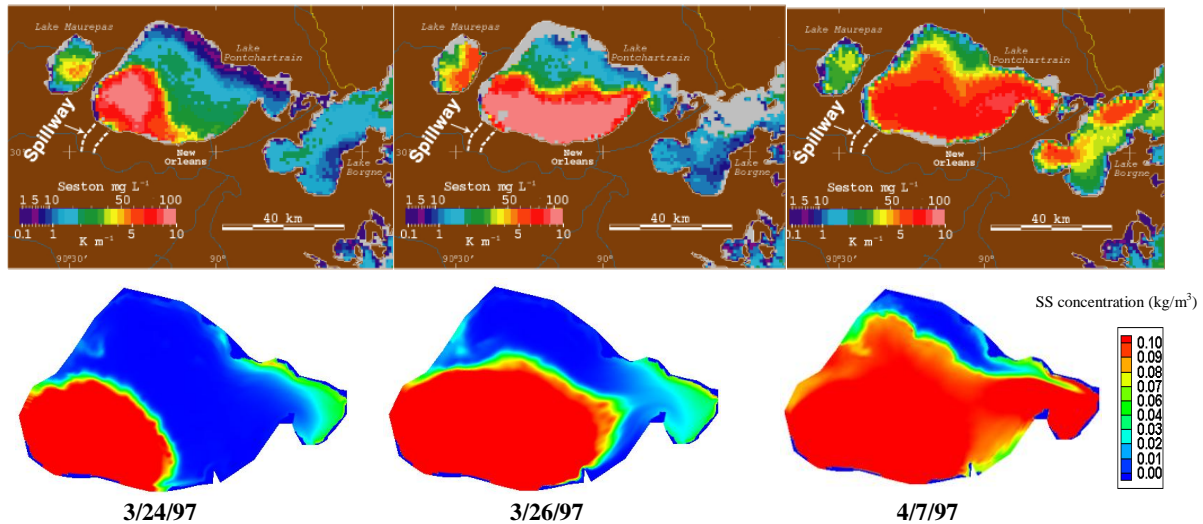 Lake Maurepas
Lake
Pontchartrain
Spillway
30°
New
Orleans
Lake
Borgne
Seston mg L⁻¹
1 5 10 50 100
0.1 1 5 10
K m⁻¹
40 km
90°30 90°
Lake Maurepas
Lake
Pontchartrain
Spillway
30°
New
Orleans
Lake
Borgne
Seston mg L⁻¹
1 5 10 50 100
0.1 1 5 10
K m⁻¹
40 km
90°30 90°
Lake Maurepas
Lake
Pontchartrain
Spillway
30°
New
Orleans
Lake
Borgne
Seston mg L⁻¹
1 5 10 50 100
0.1 1 5 10
K m⁻¹
40 km
90°30 90°
SS concentration (kg/m³)
0.10
0.09
0.08
0.07
0.06
0.05
0.04
0.03
0.02
0.01
0.00
3/24/97 3/26/97 4/7/97